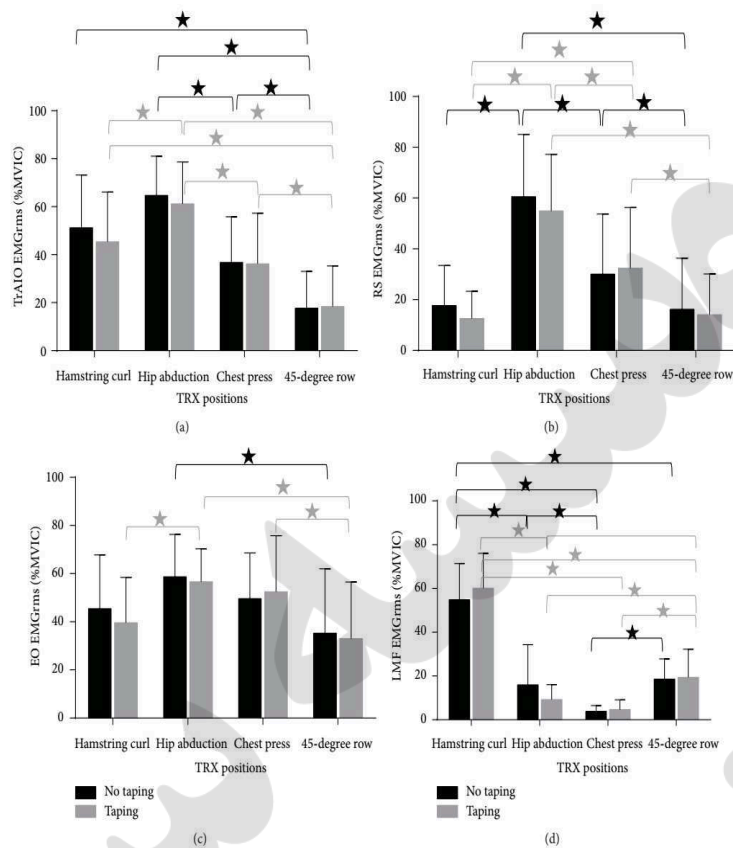 100
80
60
40
20
0
TrAIO EMGrms (%MVIC)
Hamstring curl Hip abduction Chest press 45-degree row
TRX positions
(a)
100
80
60
40
20
0
RS EMGrms (%MVIC)
Hamstring curl Hip abduction Chest press 45-degree row
TRX positions
(b)
100
80
60
40
20
0
EO EMGrms (%MVIC)
Hamstring curl Hip abduction Chest press 45-degree row
TRX positions
No taping
Taping
(c)
100
80
60
40
20
0
LMF EMGrms (%MVIC)
Hamstring curl Hip abduction Chest press 45-degree row
TRX positions
No taping
Taping
(d)